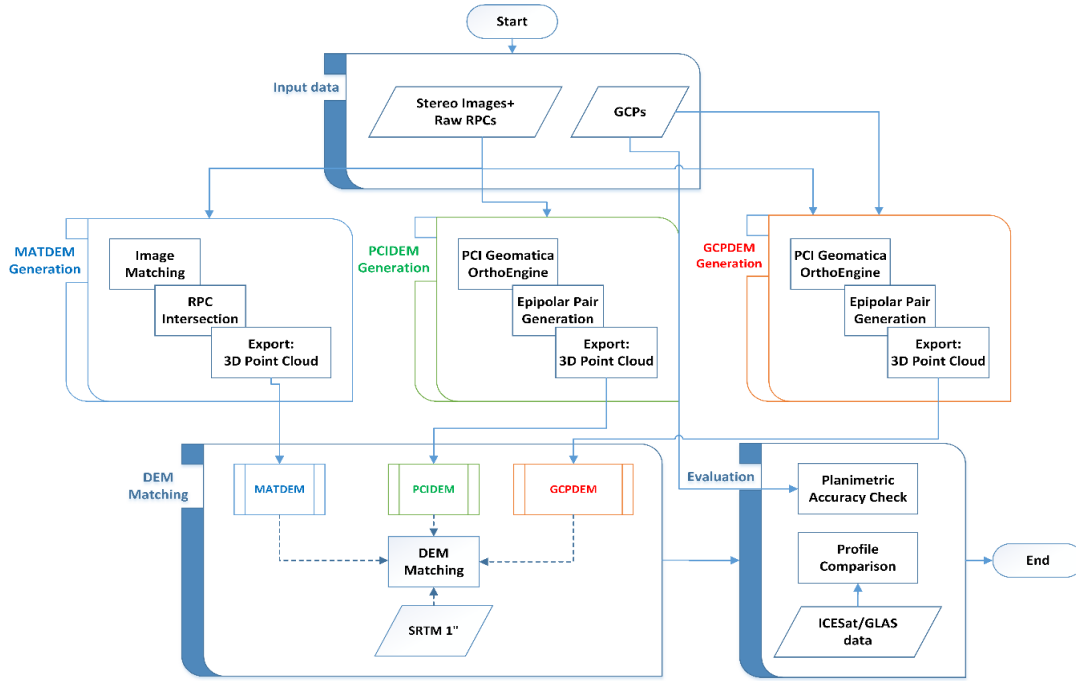 Start
Input data
Stereo Images+
Raw RPCs
GCPs
MATDEM
Generation
Image
Matching
RPC
Intersection
Export:
3D Point Cloud
PCIDEM
Generation
PCI Geomatica
OrthoEngine
Epipolar Pair
Generation
Export:
3D Point Cloud
GCPDEM
Generation
PCI Geomatica
OrthoEngine
Epipolar Pair
Generation
Export:
3D Point Cloud
DEM
Matching
MATDEM
PCIDEM
GCPDEM
DEM
Matching
SRTM 1"
Evaluation
Planimetric
Accuracy Check
Profile
Comparison
ICESat/GLAS
data
End